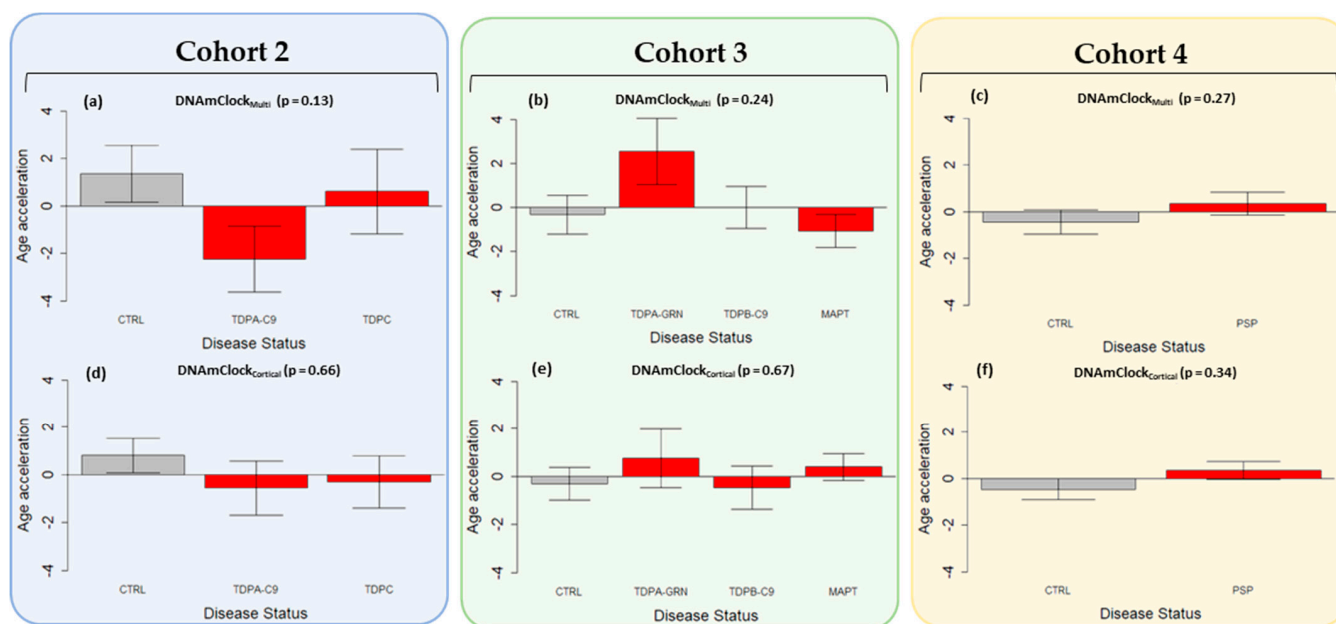 Cohort 2
(a) DNAmClockMulti (p = 0.13)
Age acceleration
4
2
0
-2
-4
CTRL TDPA-C9 TDPC
Disease Status
(d) DNAmClockCortical (p = 0.66)
Age acceleration
4
2
0
-2
-4
CTRL TDPA-C9 TDPC
Disease Status
Cohort 3
(b) DNAmClockMulti (p = 0.24)
Age acceleration
4
2
0
-2
-4
CTRL TDPA-GRN TDPB-C9 MAPT
Disease Status
(e) DNAmClockCortical (p = 0.67)
Age acceleration
4
2
0
-2
-4
CTRL TDPA-GRN TDPB-C9 MAPT
Disease Status
Cohort 4
(c) DNAmClockMulti (p = 0.27)
Age acceleration
4
2
0
-2
-4
CTRL PSP
Disease Status
(f) DNAmClockCortical (p = 0.34)
Age acceleration
4
2
0
-2
-4
CTRL PSP
Disease Status